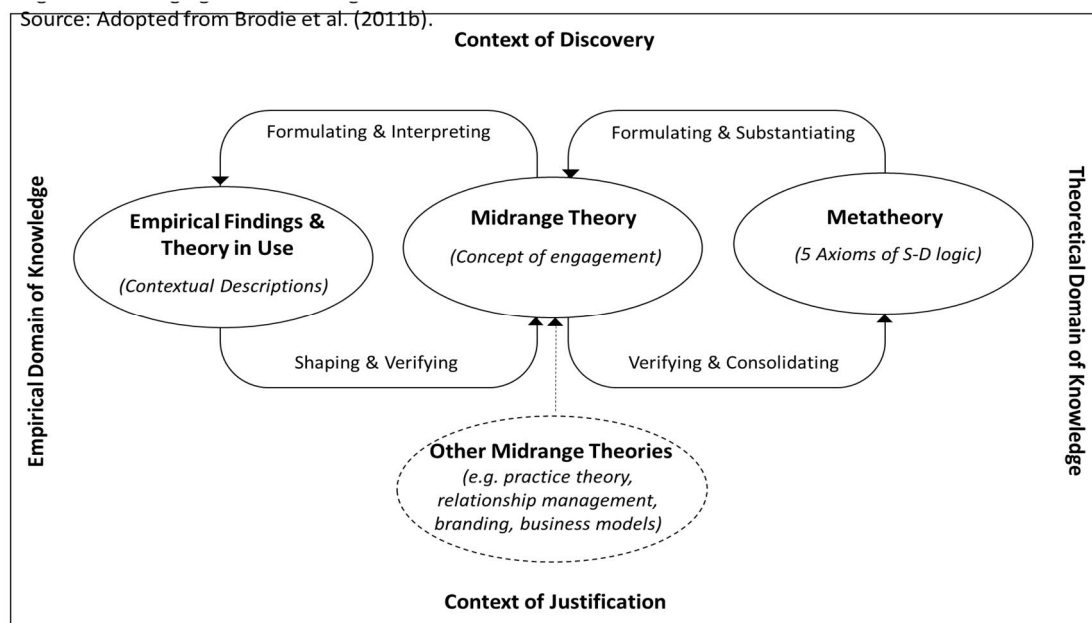 Source: Adopted from Brodie et al. (2011b).
Context of Discovery
Formulating & Interpreting
Formulating & Substantiating
Empirical Domain of Knowledge
Empirical Findings &
Theory in Use
(Contextual Descriptions)
Midrange Theory
(Concept of engagement)
Metatheory
(5 Axioms of S-D logic)
Theoretical Domain of Knowledge
Shaping & Verifying
Verifying & Consolidating
Other Midrange Theories
(e.g. practice theory,
relationship management,
branding, business models)
Context of Justification